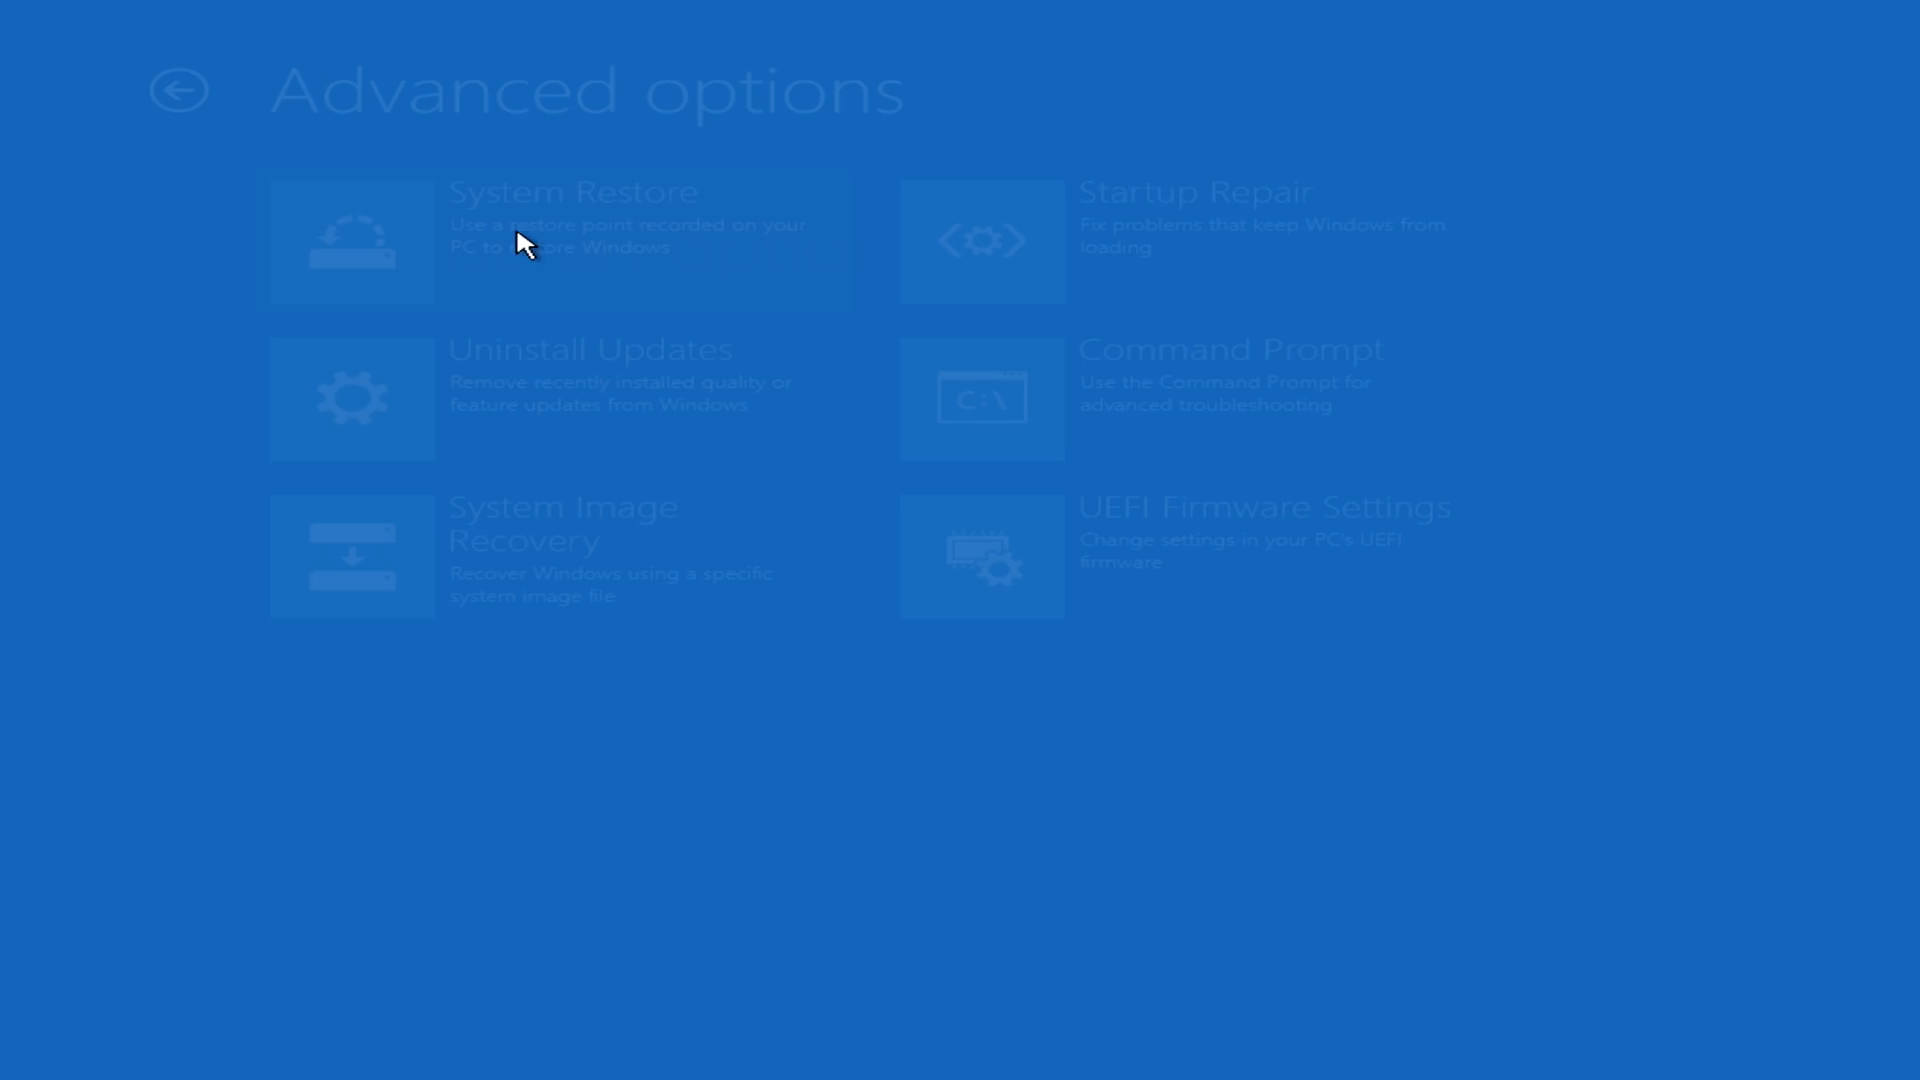 Advanced options
System Restore
Use a restore point recorded on your
PC to restore Windows
Startup Repair
Fix problems that keep Windows from
loading
Uninstall Updates
Remove recently installed quality or
feature updates from Windows
Command Prompt
Use the Command Prompt for
advanced troubleshooting
C:\
System Image
Recovery
Recover Windows using a specific
system image file
UEFI Firmware Settings
Change settings in your PC's UEFI
firmware